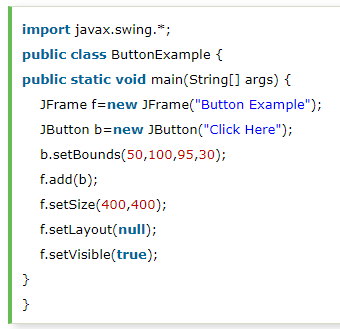 import javax.swing.*;
public class ButtonExample {
public static void main(String[] args) {
    JFrame f=new JFrame("Button Example");
    JButton b=new JButton("Click Here");
    b.setBounds(50,100,95,30);
    f.add(b);
    f.setSize(400,400);
    f.setLayout(null);
    f.setVisible(true);
}
}